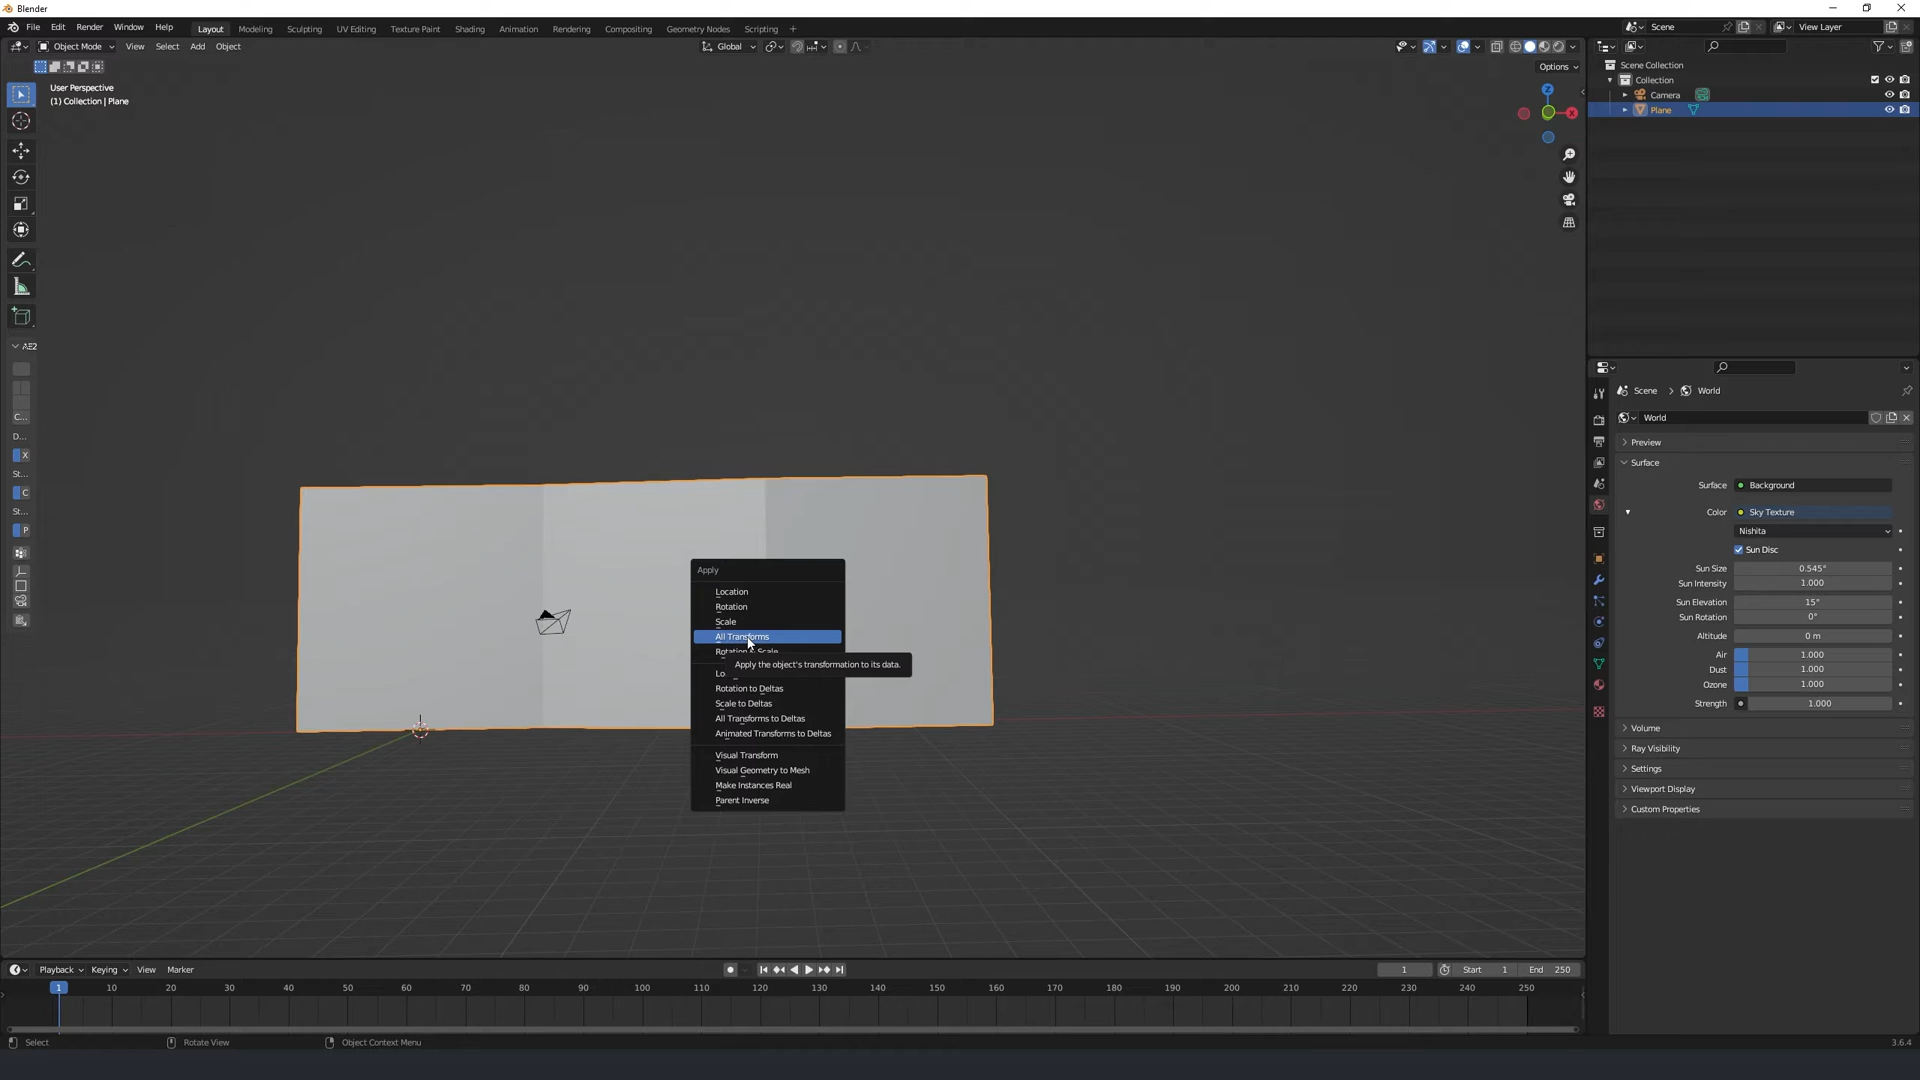 Blender
File Edit Render Window Help Layout Modeling Sculpting UV Editing Texture Paint Shading Animation Rendering Compositing Geometry Nodes Scripting + Scene View Layer
Object Mode View Select Add Object Global
Options
User Perspective
(1) Collection | Plane
Z
X
Scene Collection
Collection
Camera
Plane
AE2
C...
D...
X
St...
C
St...
P
Scene > World
World
Preview
Surface
Surface Background
Color Sky Texture
Nishita
Sun Disc
Sun Size 0.545°
Sun Intensity 1.000
Sun Elevation 15°
Sun Rotation 0°
Altitude 0 m
Air 1.000
Dust 1.000
Ozone 1.000
Strength 1.000
Volume
Ray Visibility
Settings
Viewport Display
Custom Properties
Apply
Location
Rotation
Scale
All Transforms
Rotation & Scale
Apply the object's transformation to its data.
Lo
Rotation to Deltas
Scale to Deltas
All Transforms to Deltas
Animated Transforms to Deltas
Visual Transform
Visual Geometry to Mesh
Make Instances Real
Parent Inverse
Playback Keying View Marker 1 Start 1 End 250
1 10 20 30 40 50 60 70 80 90 100 110 120 130 140 150 160 170 180 190 200 210 220 230 240 250
Select Rotate View Object Context Menu 3.6.4